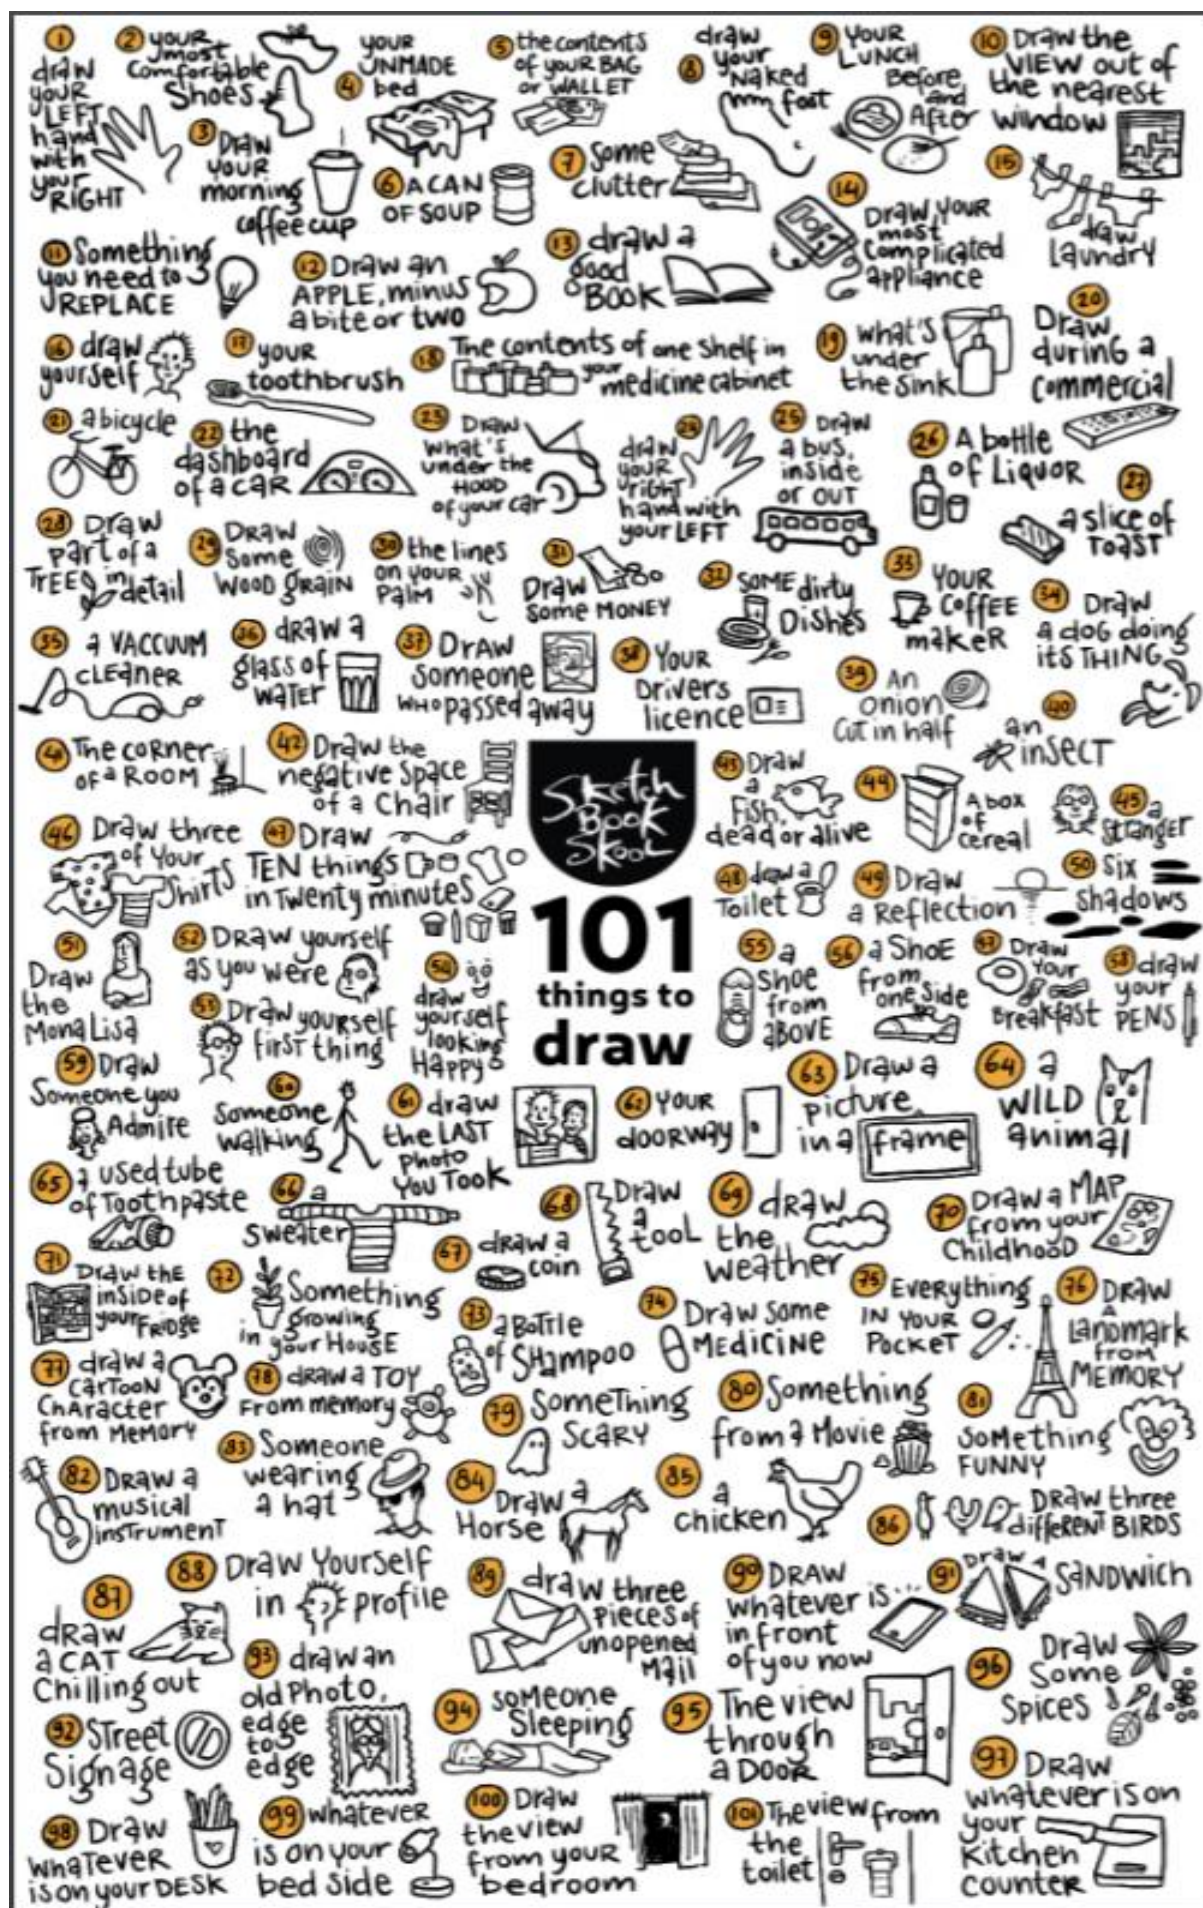 1
draw
your
LEFT
hand
with
your
RIGHT
2 your
most
Comfortable
Shoes
3 Draw
your
morning
coffee cup
4 your
UNMADE
bed
5 the contents
of your BAG
or WALLET
6 A CAN
OF SOUP
7 Some
clutter
8 draw
your
Naked
foot
9 YOUR
LUNCH
Before
and
After
10 Draw the
VIEW out of
the nearest
window
11 Something
you need to
REPLACE
12 Draw an
APPLE, minus
a bite or two
13 draw a
good
BOOK
14
Draw your
most
complicated
appliance
15
draw
laundry
16 draw
yourself
17 your
toothbrush
18 The contents of one shelf in
your
medicine cabinet
19 what's
under
the sink
20
Draw
during a
commercial
21 a bicycle
22 the
dashboard
of a CAR
23 Draw
what's
under the
HOOD
of your car
24
draw
your
right
hand with
your LEFT
25 Draw
a bus,
inside
or OUT
26 A bottle
of Liquor
27
a slice of
TOAST
28 Draw
part of a
TREE in
detail
29 Draw
Some
WOOD GRAIN
30 the lines
on your
Palm
31
Draw
Some MONEY
32 SOME dirty
Dishes
33 YOUR
COFFEE
makeR
34 Draw
a dog doing
its THING
35 a VACCUUM
cLEaneR
36 draw a
glass of
water
37 Draw
Someone
who passed away
38 YOUR
Drivers
licence
39 An
onion
Cut in half
40
an
insect
41 The corner
of a ROOM
42 Draw the
negative Space
of a Chair
43 Draw
a
Fish,
dead or alive
44
A box
of
cereal
45 a
stranger
46 Draw three
of Your
Shirts
47 Draw
TEN things
in Twenty minutes
Sketch
Book
Skool
101
things to
draw
48 draw a
Toilet
49 Draw
a Reflection
50 Six
shadows
51
Draw
the
Mona Lisa
52 DRaw yourself
as you were
53 Draw yourself
first thing
54
draw
yourself
looking
Happy
55 a
Shoe
from
aBOVE
56 a ShoE
from
one side
57 Draw
Your
Breakfast
58 draw
your
PENS
59 Draw
Someone you
Admire
60
Someone
walking
61 draw
the LAST
Photo
You Took
62 YOUR
doorway
63 Draw a
picture
in a frame
64 a
WILD
animal
65 a used tube
of Toothpaste
66 a
sweater
67 draw a
coin
68 Draw
a
tool
69 draw
the
weather
70 Draw a MAP
from your
Childhood
71
Draw the
inside of
your Fridge
72
Something
growing
in your House
73
a Bottle
of SHampoo
74
Draw some
MEDICINE
75 Everything
IN YOUR
Pocket
76 Draw
a
Landmark
from
MEMORY
77 draw a
CarTooN
ChAracter
from MeMory
78 draw a TOY
From memory
79 SomeThing
SCARY
80 Something
from a Movie
81
SoMething
FUNNY
82 Draw a
musical
insTrument
83 Someone
wearing
a hat
84
Draw a
Horse
85
a
chicken
86 DRaw three
different BIRDS
87
dRaw
a CAT
Chilling out
88 Draw Yourself
in profile
89 draw three
Pieces of
unopened
Mail
90 DRAW
whatever is
in front
of you now
91 Draw a
SandWich
92 STreet
Signage
93 draw an
old Photo,
edge
to
edge
94 soMeone
Sleeping
95 The view
through
a Door
96 Draw
Some
Spices
97 Draw
whatever is on
your
Kitchen
counter
98 Draw
WhaTever
is on your DESK
99 whatever
is on your
bed side
100 Draw
the view
from youR
bedroom
101 The view from
the
toilet